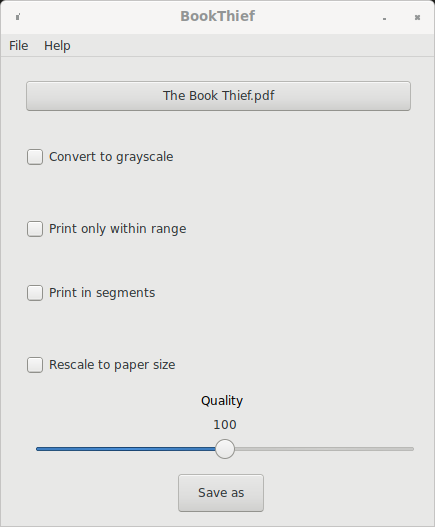 BookThief
File Help
The Book Thief.pdf
Convert to grayscale
Print only within range
Print in segments
Rescale to paper size
Quality
100
Save as